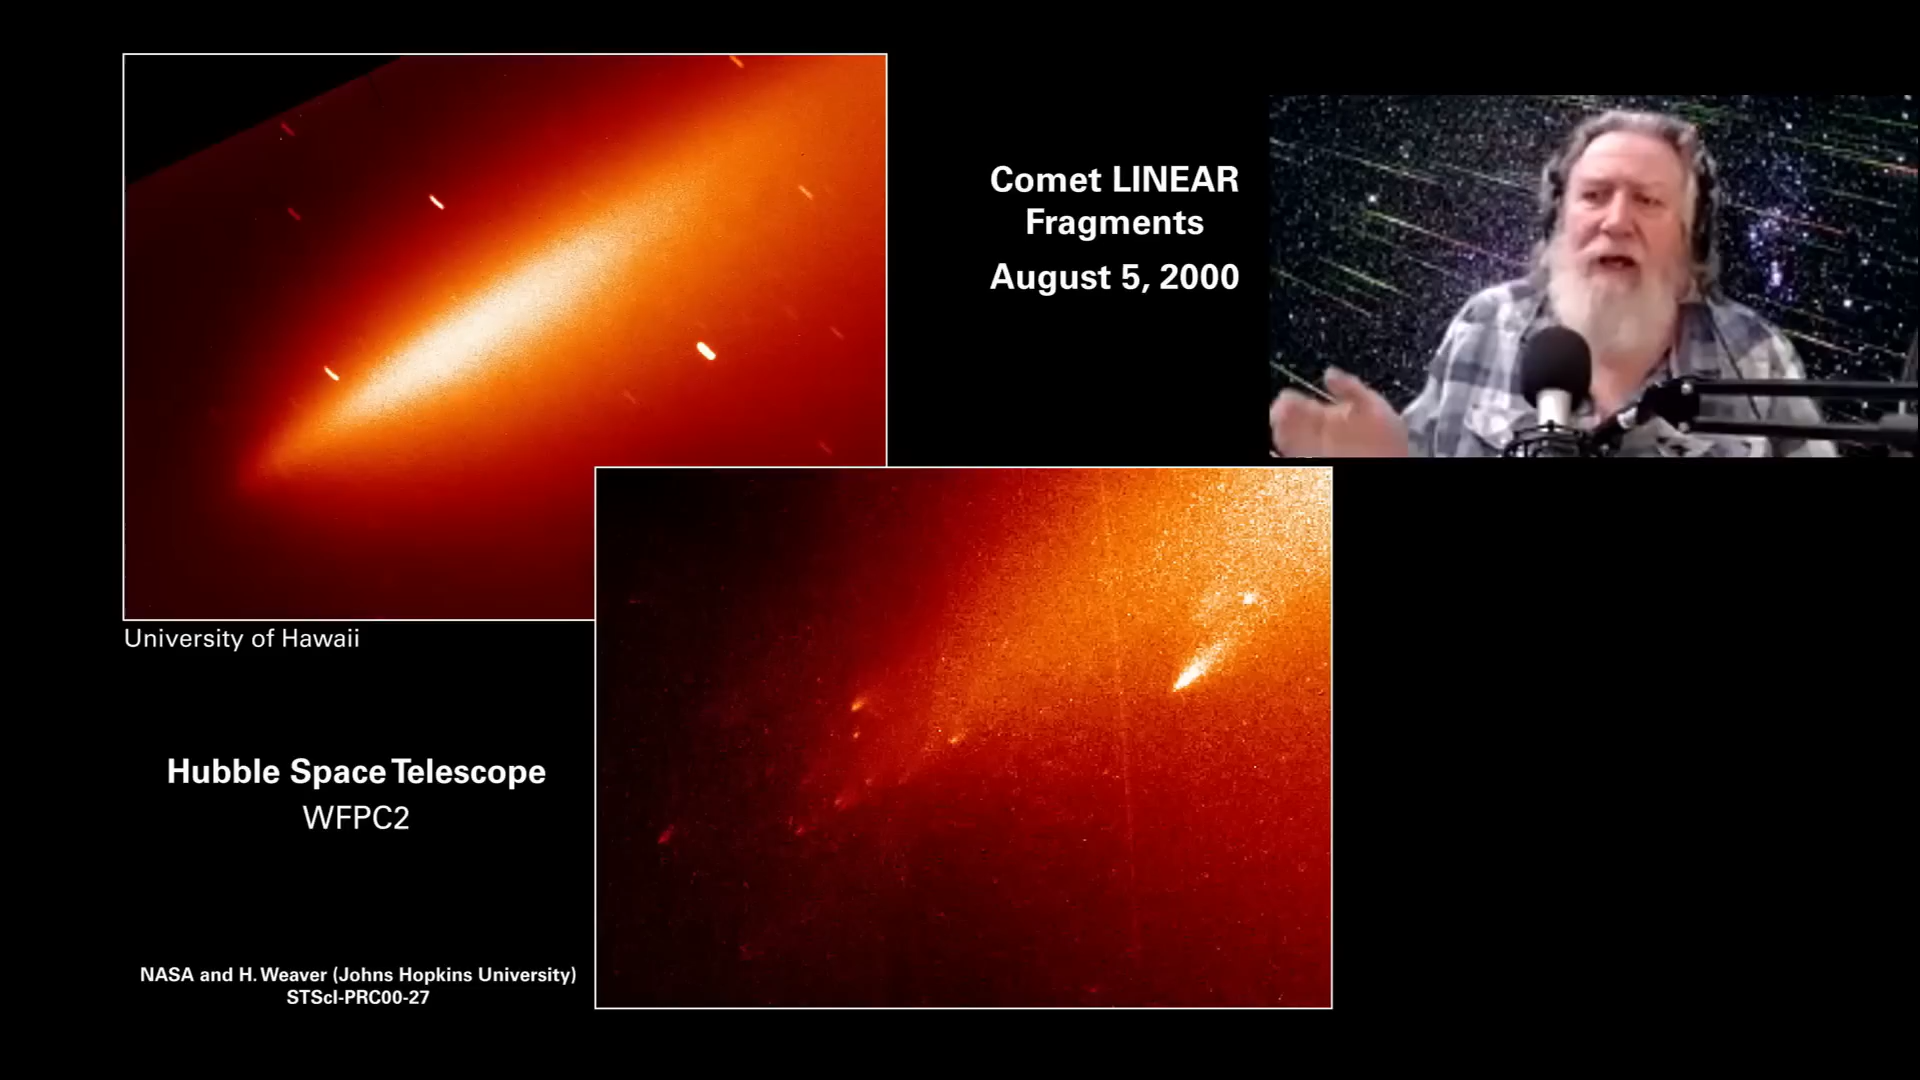 Comet LINEAR
Fragments
August 5, 2000
University of Hawaii
Hubble Space Telescope
WFPC2
NASA and H. Weaver (Johns Hopkins University)
STScI-PRC00-27